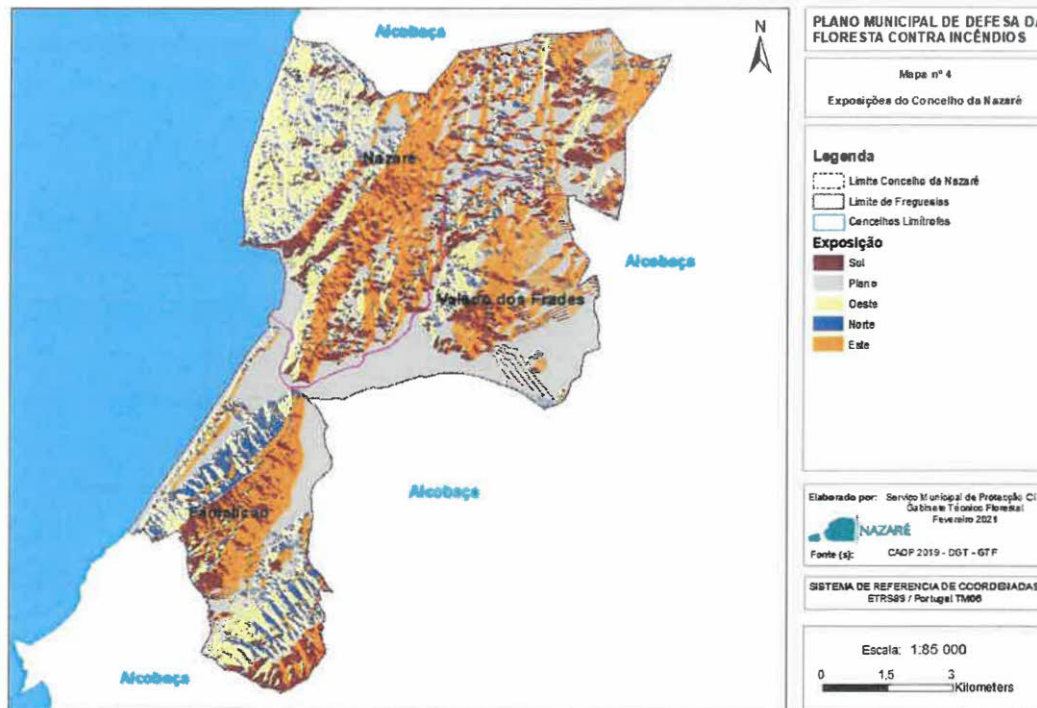 Alcobaça
N
Nazaré
Alcobaça
Valado dos Frades
Alcobaça
Famalicão
Alcobaça
PLANO MUNICIPAL DE DEFESA DA
FLORESTA CONTRA INCÊNDIOS
Mapa nº 4
Exposições do Concelho da Nazaré
Legenda
Limite Concelho da Nazaré
Limite de Freguesias
Concelhos Limítrofes
Exposição
Sul
Plano
Oeste
Norte
Este
Elaborado por: Serviço Municipal de Protecção Ci
Gabinete Técnico Florestal
Fevereiro 2021
NAZARÉ
Fonte (s): CAOP 2019 - DGT - GTF
SISTEMA DE REFERENCIA DE COORDENADAS
ETRS89 / Portugal TM06
Escala: 1:85 000
0 1,5 3
Kilometers